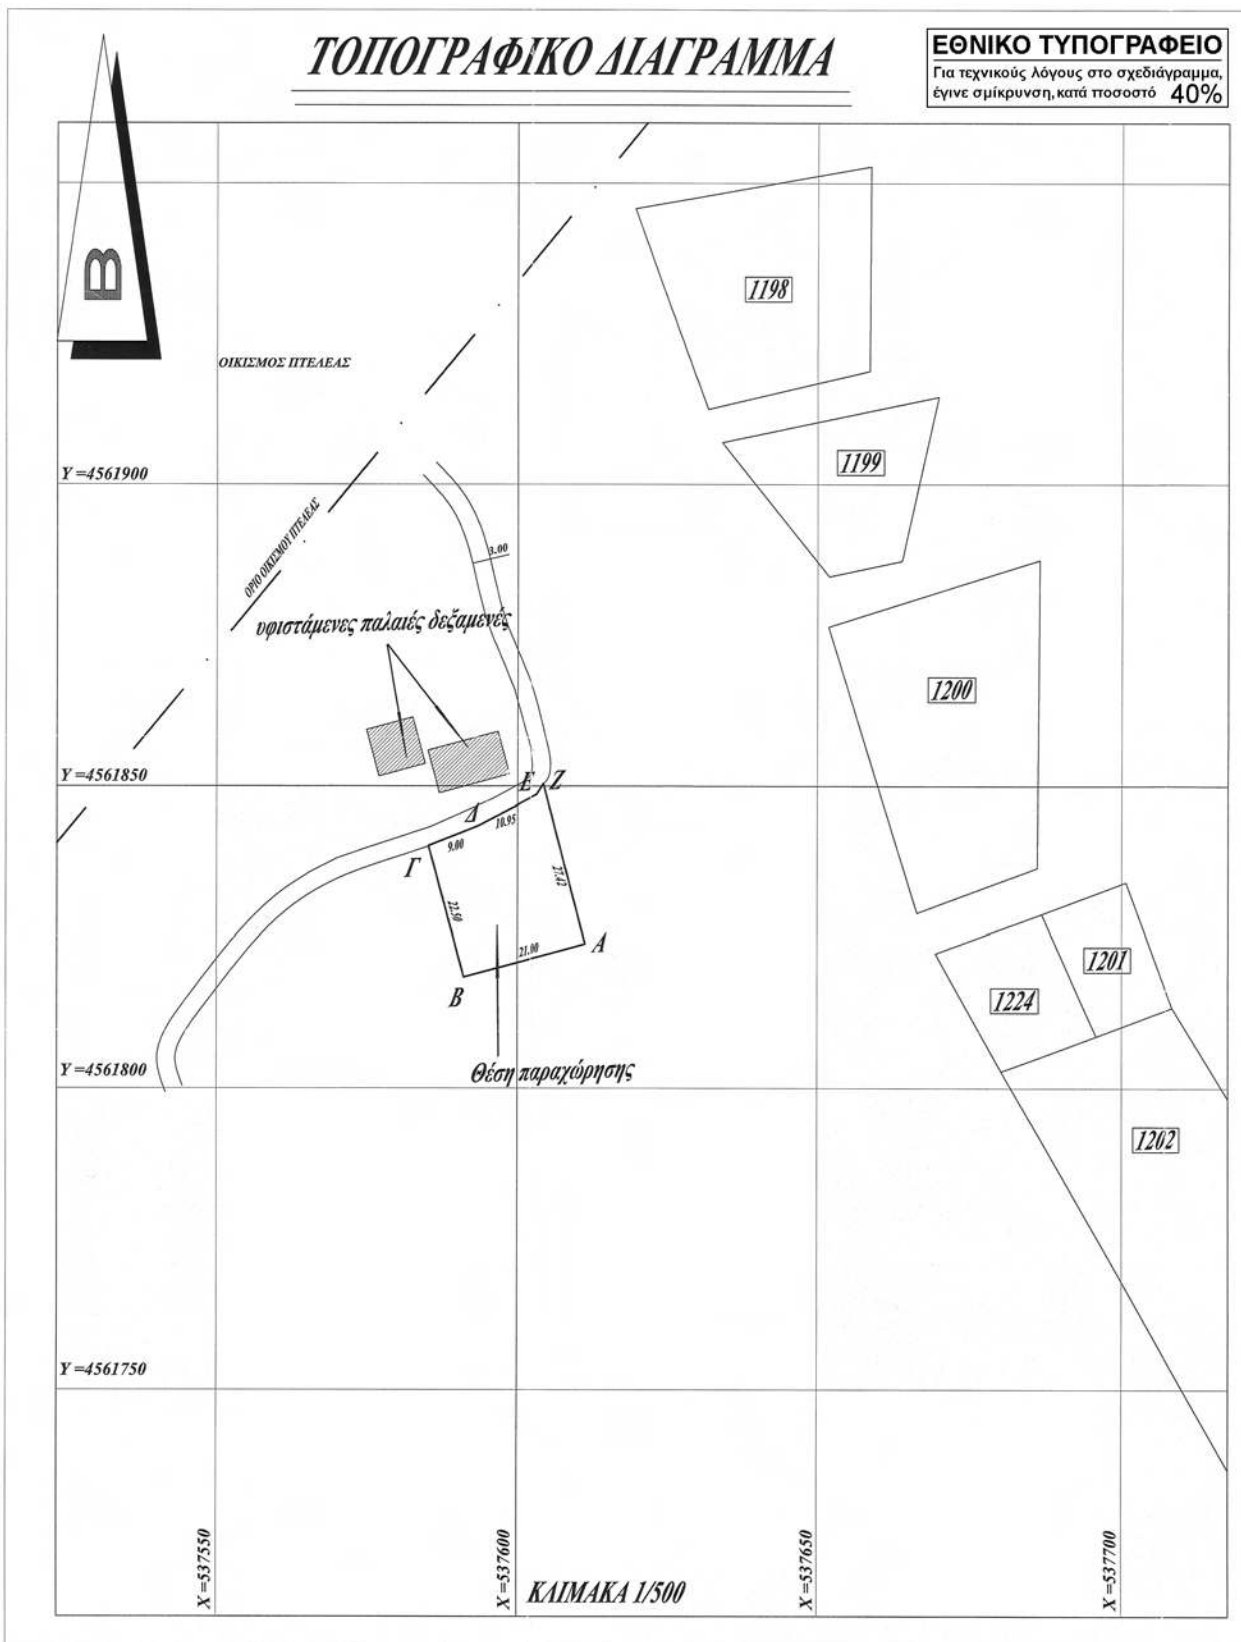 ΤΟΠΟΓΡΑΦΙΚΟ ΔΙΑΓΡΑΜΜΑ
ΕΘΝΙΚΟ ΤΥΠΟΓΡΑΦΕΙΟ
Για τεχνικούς λόγους στο σχεδιάγραμμα,
έγινε σμίκρυνση, κατά ποσοστό 40%
Β
1198
ΟΙΚΙΣΜΟΣ ΠΤΕΛΕΑΣ
1199
Υ =4561900
ΟΡΙΟ ΟΙΚΙΣΜΟΥ ΠΤΕΛΕΑΣ
3.00
υφιστάμενες παλαιές δεξαμενές
1200
Υ =4561850
Ε
Ζ
Δ
10.95
9.00
Γ
27.42
22.50
21.00
Α
Β
1201
1224
Υ =4561800
Θέση παραχώρησης
1202
Υ =4561750
Χ =537550
Χ =537600
Χ =537650
Χ =537700
ΚΛΙΜΑΚΑ 1/500